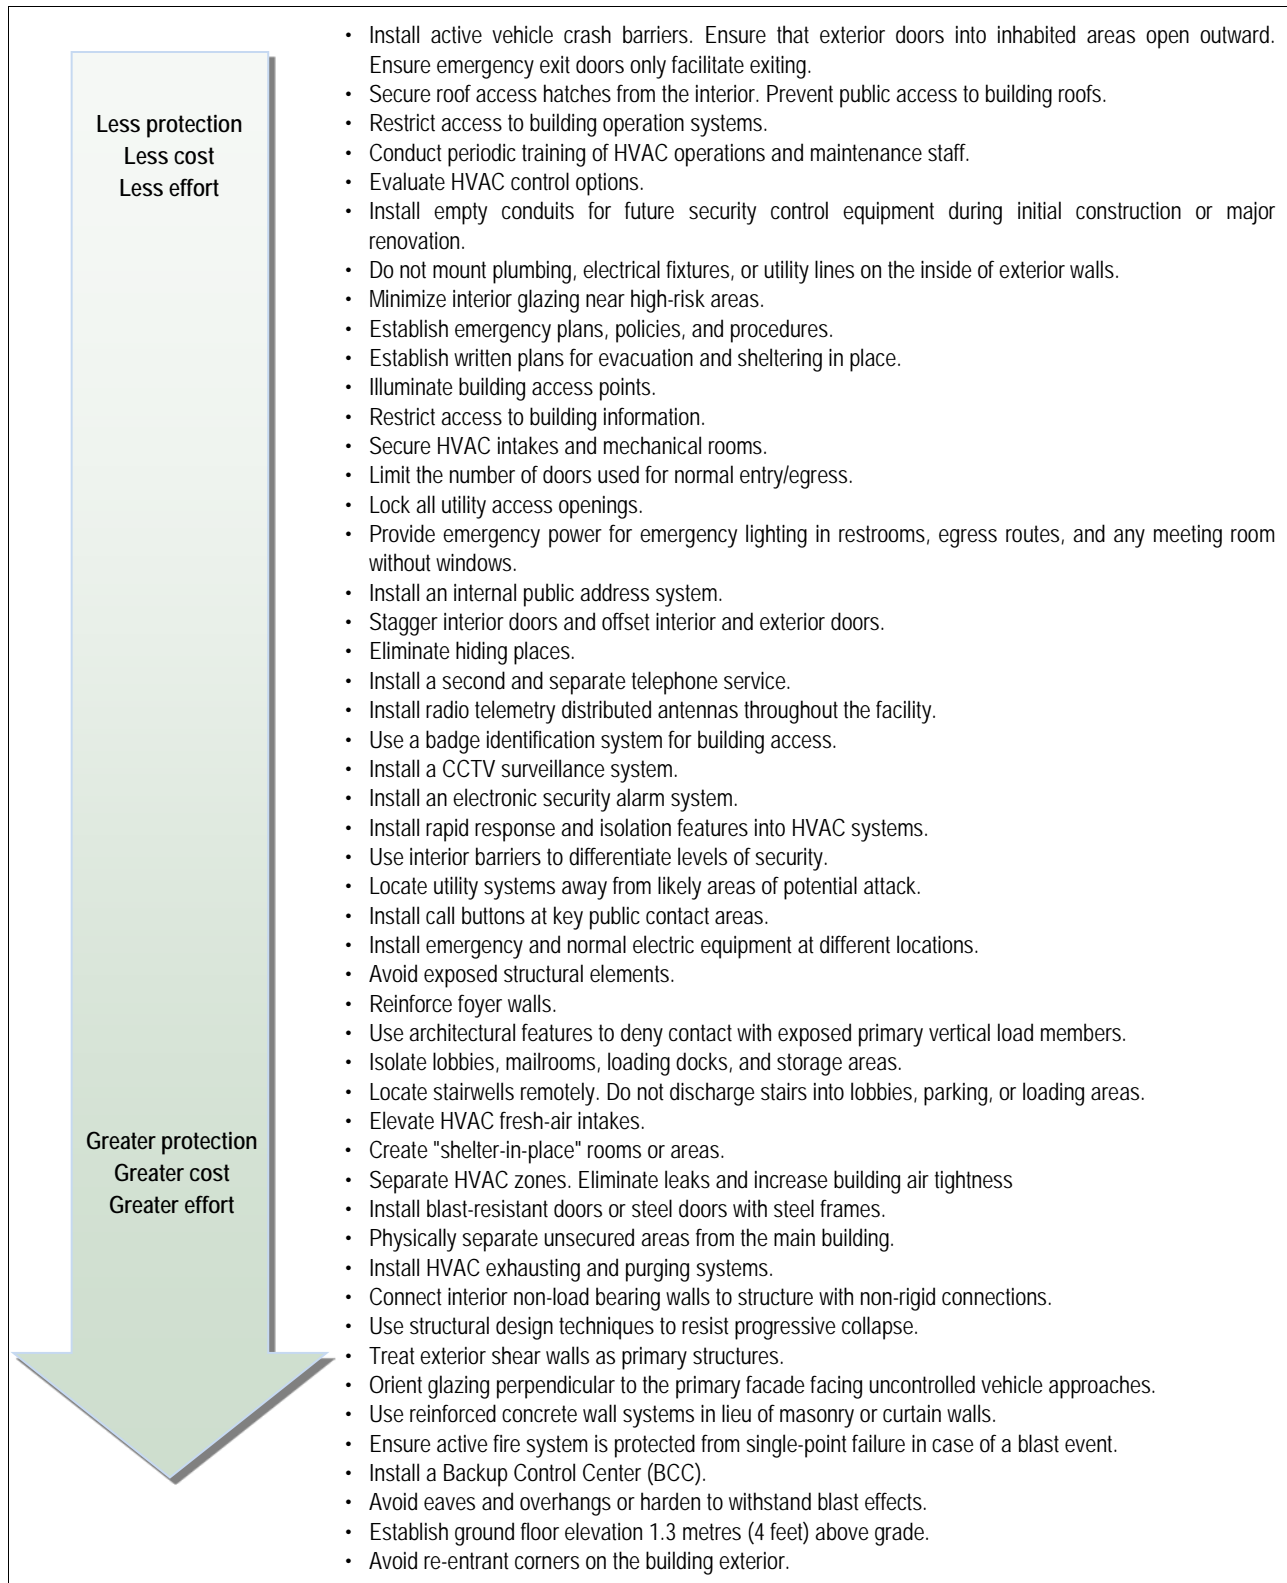 Less protection
Less cost
Less effort
Greater protection
Greater cost
Greater effort
• Install active vehicle crash barriers. Ensure that exterior doors into inhabited areas open outward.
Ensure emergency exit doors only facilitate exiting.
• Secure roof access hatches from the interior. Prevent public access to building roofs.
• Restrict access to building operation systems.
• Conduct periodic training of HVAC operations and maintenance staff.
• Evaluate HVAC control options.
• Install empty conduits for future security control equipment during initial construction or major
renovation.
• Do not mount plumbing, electrical fixtures, or utility lines on the inside of exterior walls.
• Minimize interior glazing near high-risk areas.
• Establish emergency plans, policies, and procedures.
• Establish written plans for evacuation and sheltering in place.
• Illuminate building access points.
• Restrict access to building information.
• Secure HVAC intakes and mechanical rooms.
• Limit the number of doors used for normal entry/egress.
• Lock all utility access openings.
• Provide emergency power for emergency lighting in restrooms, egress routes, and any meeting room
without windows.
• Install an internal public address system.
• Stagger interior doors and offset interior and exterior doors.
• Eliminate hiding places.
• Install a second and separate telephone service.
• Install radio telemetry distributed antennas throughout the facility.
• Use a badge identification system for building access.
• Install a CCTV surveillance system.
• Install an electronic security alarm system.
• Install rapid response and isolation features into HVAC systems.
• Use interior barriers to differentiate levels of security.
• Locate utility systems away from likely areas of potential attack.
• Install call buttons at key public contact areas.
• Install emergency and normal electric equipment at different locations.
• Avoid exposed structural elements.
• Reinforce foyer walls.
• Use architectural features to deny contact with exposed primary vertical load members.
• Isolate lobbies, mailrooms, loading docks, and storage areas.
• Locate stairwells remotely. Do not discharge stairs into lobbies, parking, or loading areas.
• Elevate HVAC fresh-air intakes.
• Create "shelter-in-place" rooms or areas.
• Separate HVAC zones. Eliminate leaks and increase building air tightness
• Install blast-resistant doors or steel doors with steel frames.
• Physically separate unsecured areas from the main building.
• Install HVAC exhausting and purging systems.
• Connect interior non-load bearing walls to structure with non-rigid connections.
• Use structural design techniques to resist progressive collapse.
• Treat exterior shear walls as primary structures.
• Orient glazing perpendicular to the primary facade facing uncontrolled vehicle approaches.
• Use reinforced concrete wall systems in lieu of masonry or curtain walls.
• Ensure active fire system is protected from single-point failure in case of a blast event.
• Install a Backup Control Center (BCC).
• Avoid eaves and overhangs or harden to withstand blast effects.
• Establish ground floor elevation 1.3 metres (4 feet) above grade.
• Avoid re-entrant corners on the building exterior.